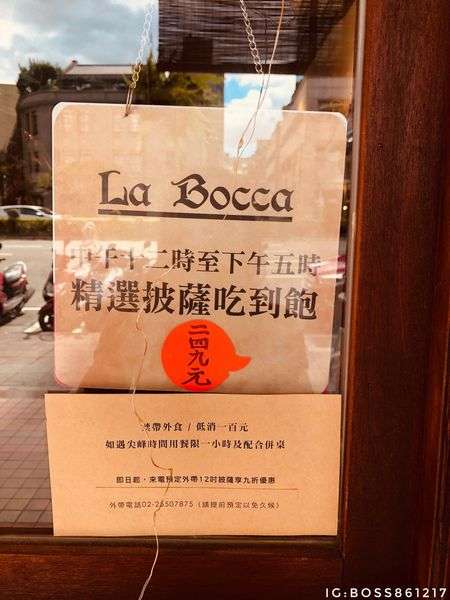 La Bocca
中午十二時至下午五時
精選披薩吃到飽
二四九元
禁帶外食 / 低消一百元
如遇尖峰時間用餐限一小時及配合併桌
即日起，來電預定外帶12吋披薩享九折優惠
外帶電話02-25507875（請提前預定以免久候）
IG:BOSS861217